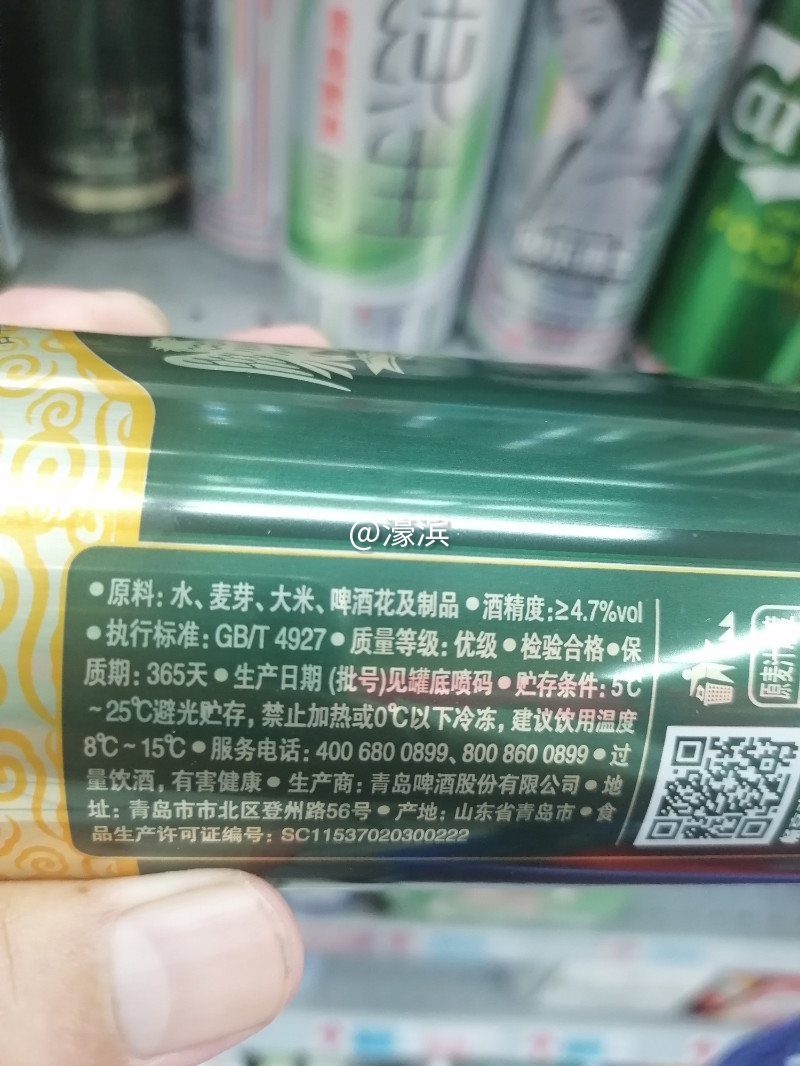 纯生
@濠滨
●原料: 水、麦芽、大米、啤酒花及制品 ●酒精度:≥4.7%vol
●执行标准: GB/T 4927 ●质量等级: 优级 ●检验合格●保
质期: 365天 ●生产日期 (批号)见罐底喷码 ●贮存条件: 5℃
~25℃避光贮存, 禁止加热或0℃以下冷冻, 建议饮用温度
8℃~15℃ ●服务电话: 400 680 0899、800 860 0899 ●过
量饮酒, 有害健康 ●生产商: 青岛啤酒股份有限公司 ●地
址: 青岛市市北区登州路56号 ●产地: 山东省青岛市 ●食
品生产许可证编号: SC11537020300222
原麦汁